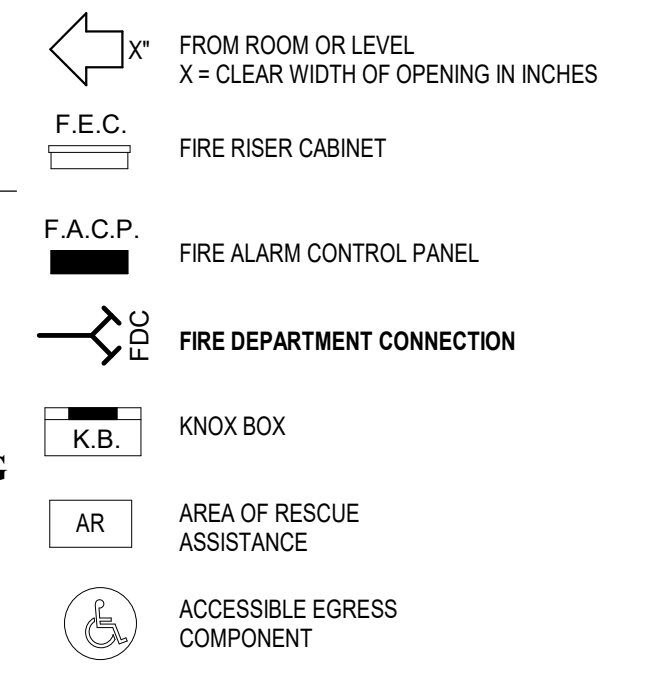 X"
FROM ROOM OR LEVEL
X = CLEAR WIDTH OF OPENING IN INCHES
F.E.C.
FIRE RISER CABINET
F.A.C.P.
FIRE ALARM CONTROL PANEL
FDC
FIRE DEPARTMENT CONNECTION
K.B.
KNOX BOX
G
AR
AREA OF RESCUE
ASSISTANCE
ACCESSIBLE EGRESS
COMPONENT